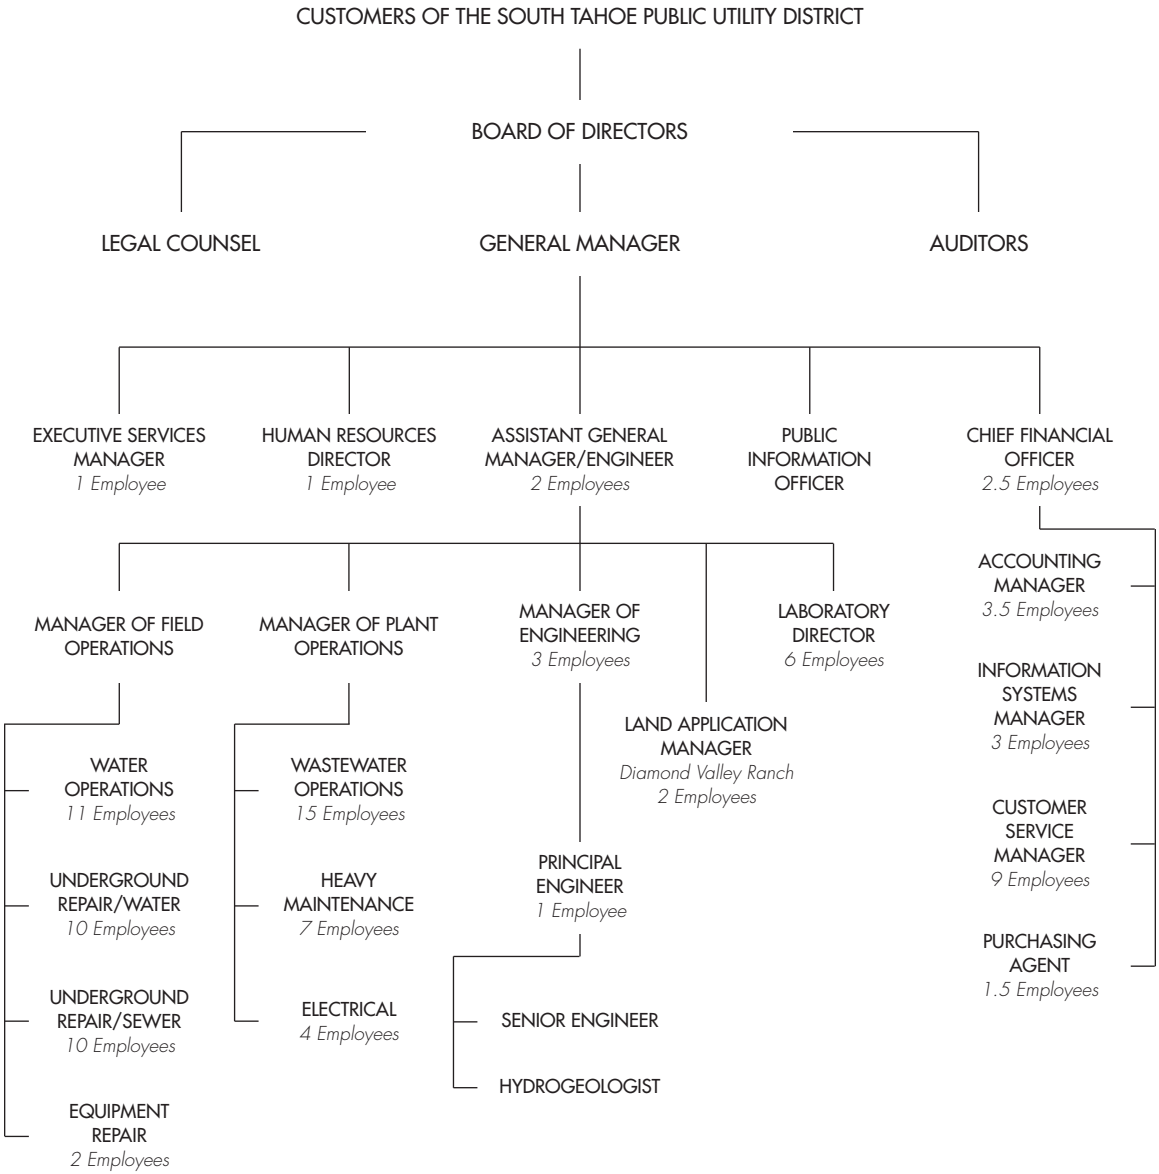 CUSTOMERS OF THE SOUTH TAHOE PUBLIC UTILITY DISTRICT
BOARD OF DIRECTORS
LEGAL COUNSEL
GENERAL MANAGER
AUDITORS
EXECUTIVE SERVICES
MANAGER
1 Employee
HUMAN RESOURCES
DIRECTOR
1 Employee
ASSISTANT GENERAL
MANAGER/ENGINEER
2 Employees
PUBLIC
INFORMATION
OFFICER
CHIEF FINANCIAL
OFFICER
2.5 Employees
MANAGER OF FIELD
OPERATIONS
WATER
OPERATIONS
11 Employees
UNDERGROUND
REPAIR/WATER
10 Employees
UNDERGROUND
REPAIR/SEWER
10 Employees
EQUIPMENT
REPAIR
2 Employees
MANAGER OF PLANT
OPERATIONS
WASTEWATER
OPERATIONS
15 Employees
HEAVY
MAINTENANCE
7 Employees
ELECTRICAL
4 Employees
MANAGER OF
ENGINEERING
3 Employees
PRINCIPAL
ENGINEER
1 Employee
SENIOR ENGINEER
HYDROGEOLOGIST
LAND APPLICATION
MANAGER
Diamond Valley Ranch
2 Employees
LABORATORY
DIRECTOR
6 Employees
ACCOUNTING
MANAGER
3.5 Employees
INFORMATION
SYSTEMS
MANAGER
3 Employees
CUSTOMER
SERVICE
MANAGER
9 Employees
PURCHASING
AGENT
1.5 Employees